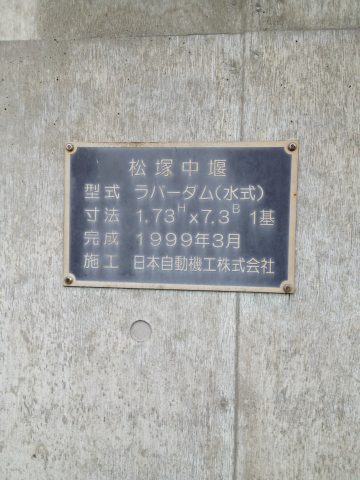 松塚中堰
型式 ラバーダム(水式)
寸法 1.73ᴴ×7.3ᴮ 1基
完成 1999年3月
施工 日本自動機工株式会社